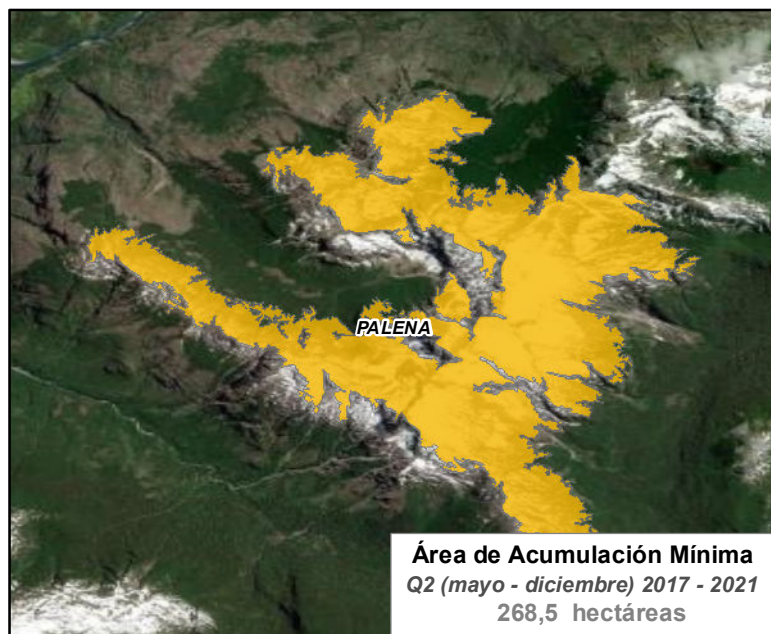 PALENA
Área de Acumulación Mínima
Q2 (mayo - diciembre) 2017 - 2021
268,5 hectáreas